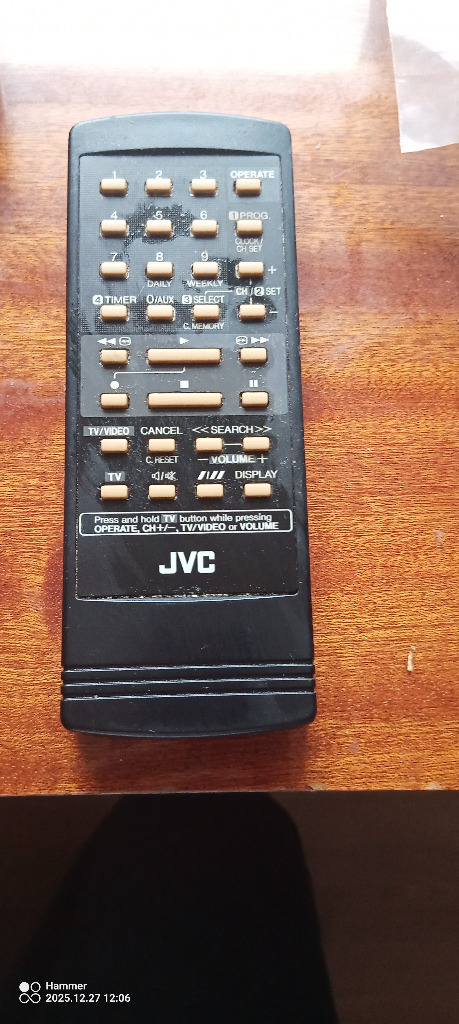 1 2 3 OPERATE
4 5 6 1 PROG.
CLOCK/
CH SET
7 8 9 +
DAILY WEEKLY
CH / 2 SET
4 TIMER 0/AUX 3 SELECT −
C.MEMORY
TV/VIDEO CANCEL <<SEARCH>>
C.RESET − VOLUME +
TV DISPLAY
Press and hold TV button while pressing
OPERATE, CH+/−, TV/VIDEO or VOLUME
JVC
Hammer
2025.12.27 12:06